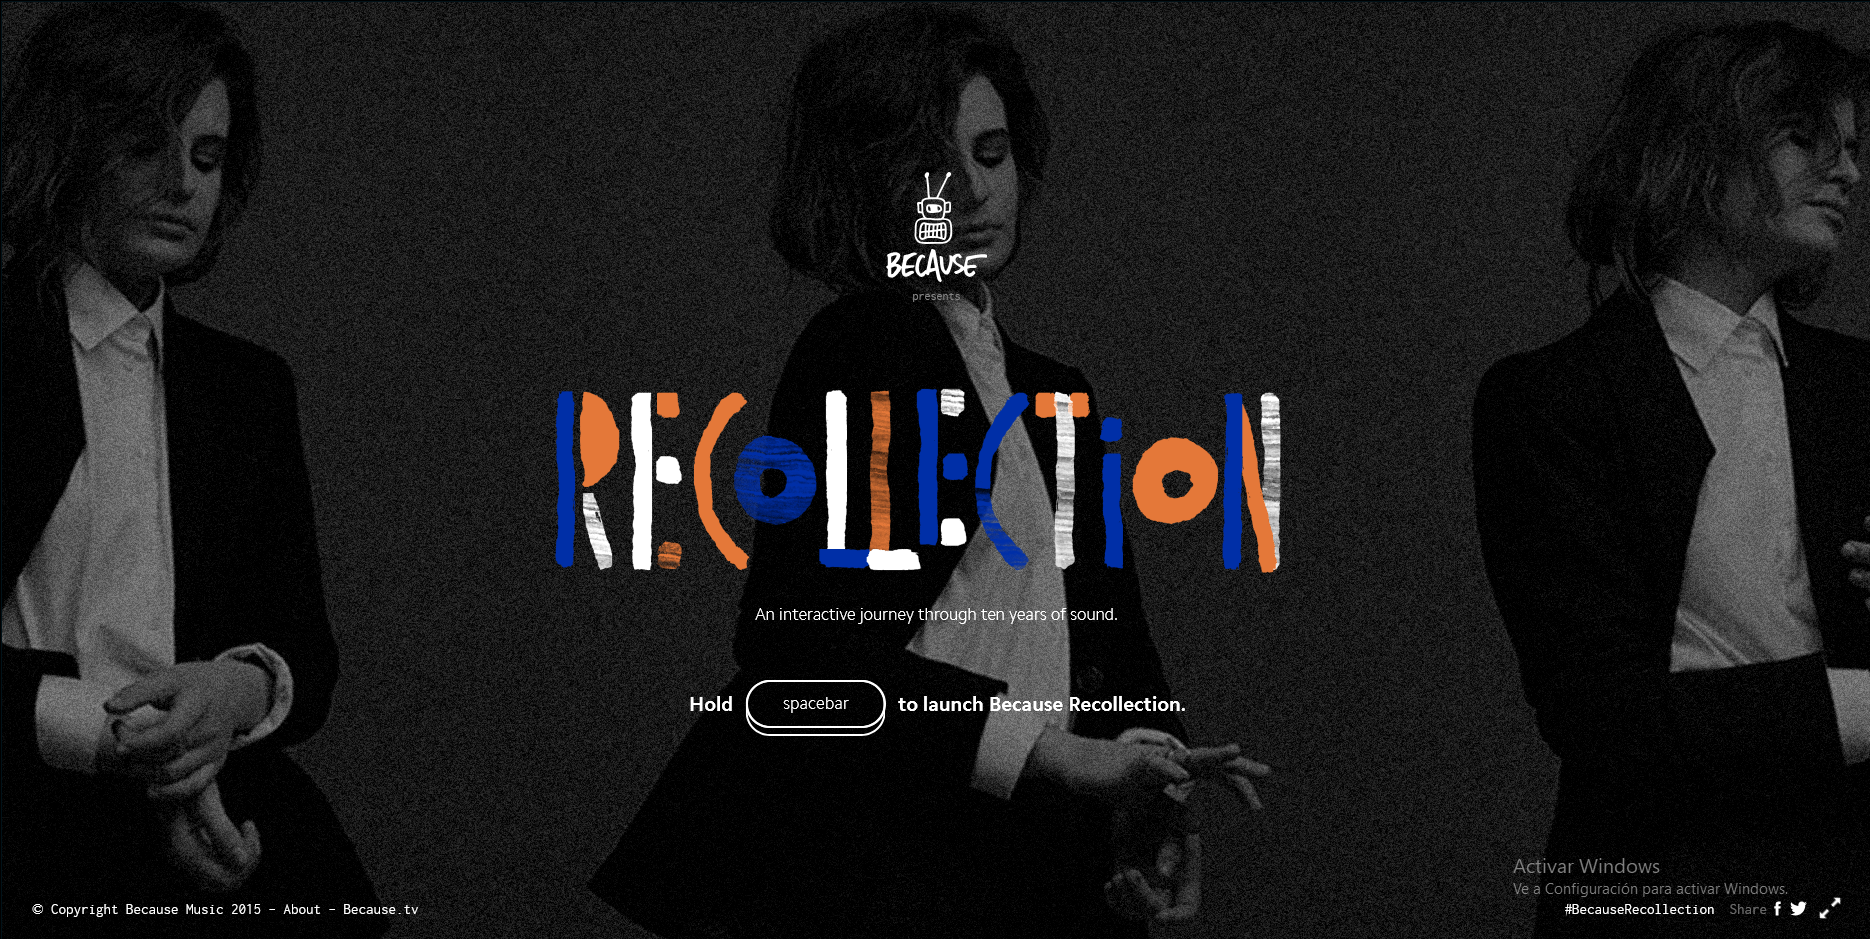 BECAUSE
presents
RECoLLECTioN
An interactive journey through ten years of sound.
Hold spacebar to launch Because Recollection.
Activar Windows
Ve a Configuración para activar Windows.
© Copyright Because Music 2015 - About - Because.tv
#BecauseRecollection Share